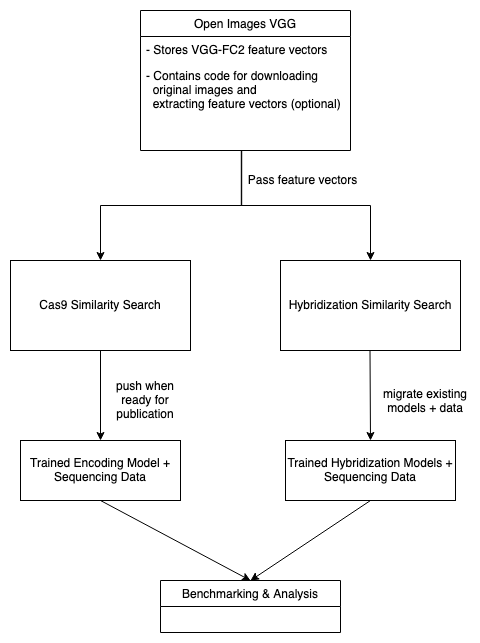 Open Images VGG
- Stores VGG-FC2 feature vectors
- Contains code for downloading
original images and
extracting feature vectors (optional)
Pass feature vectors
Cas9 Similarity Search
Hybridization Similarity Search
push when
ready for
publication
migrate existing
models + data
Trained Encoding Model +
Sequencing Data
Trained Hybridization Models +
Sequencing Data
Benchmarking & Analysis